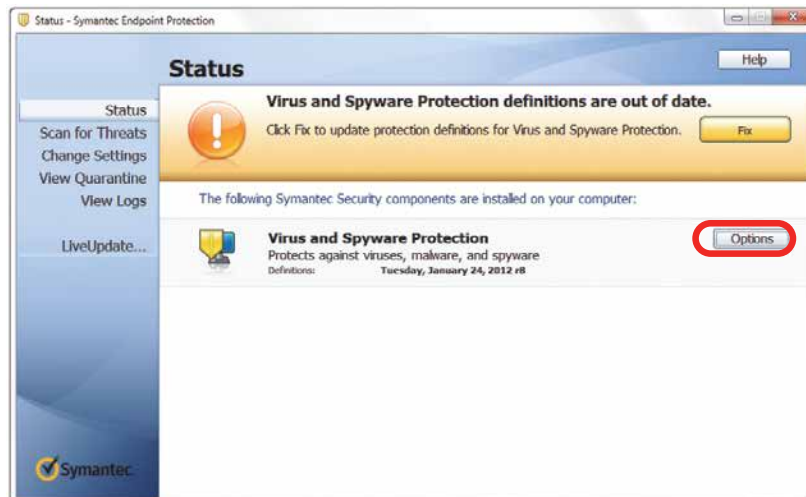 Status - Symantec Endpoint Protection
Status
Help
Status
Scan for Threats
Change Settings
View Quarantine
View Logs
LiveUpdate...
Virus and Spyware Protection definitions are out of date.
Click Fix to update protection definitions for Virus and Spyware Protection.
Fix
The following Symantec Security components are installed on your computer:
Virus and Spyware Protection
Options
Protects against viruses, malware, and spyware
Definitions: Tuesday, January 24, 2012 r8
Symantec.